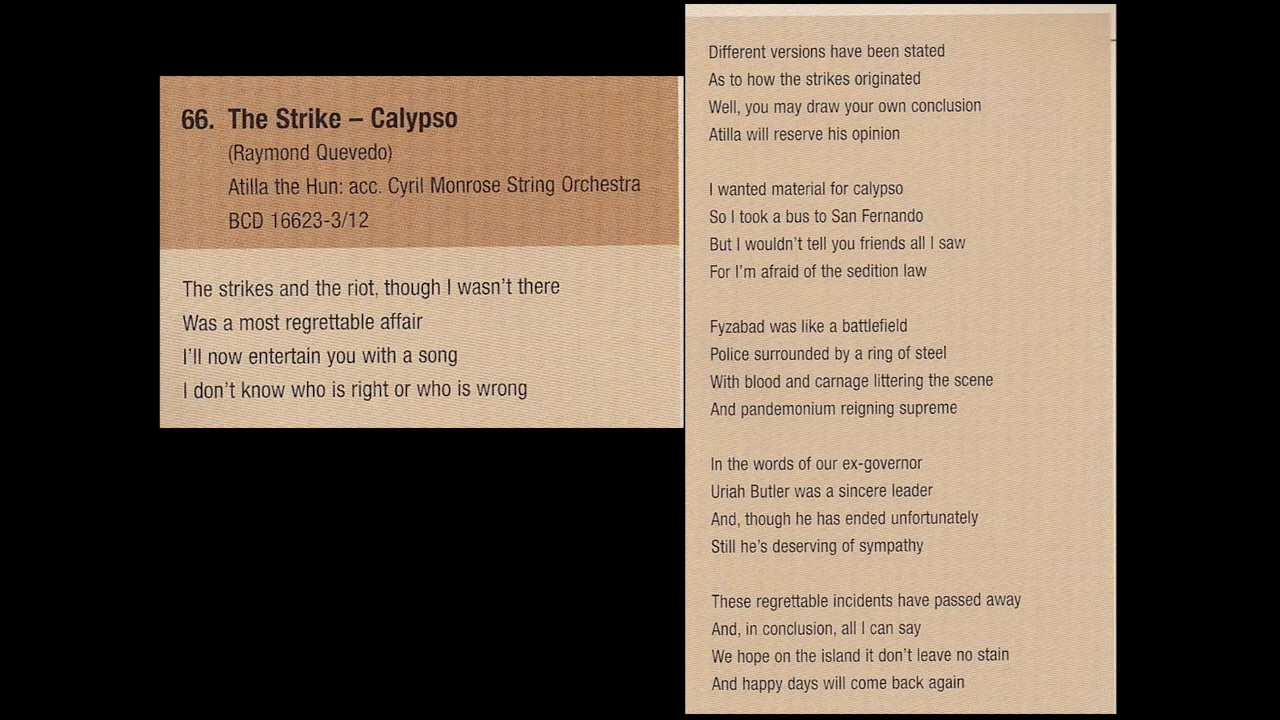 66. The Strike – Calypso
(Raymond Quevedo)
Atilla the Hun: acc. Cyril Monrose String Orchestra
BCD 16623-3/12
The strikes and the riot, though I wasn't there
Was a most regrettable affair
I'll now entertain you with a song
I don't know who is right or who is wrong
Different versions have been stated
As to how the strikes originated
Well, you may draw your own conclusion
Atilla will reserve his opinion
I wanted material for calypso
So I took a bus to San Fernando
But I wouldn't tell you friends all I saw
For I'm afraid of the sedition law
Fyzabad was like a battlefield
Police surrounded by a ring of steel
With blood and carnage littering the scene
And pandemonium reigning supreme
In the words of our ex-governor
Uriah Butler was a sincere leader
And, though he has ended unfortunately
Still he's deserving of sympathy
These regrettable incidents have passed away
And, in conclusion, all I can say
We hope on the island it don't leave no stain
And happy days will come back again